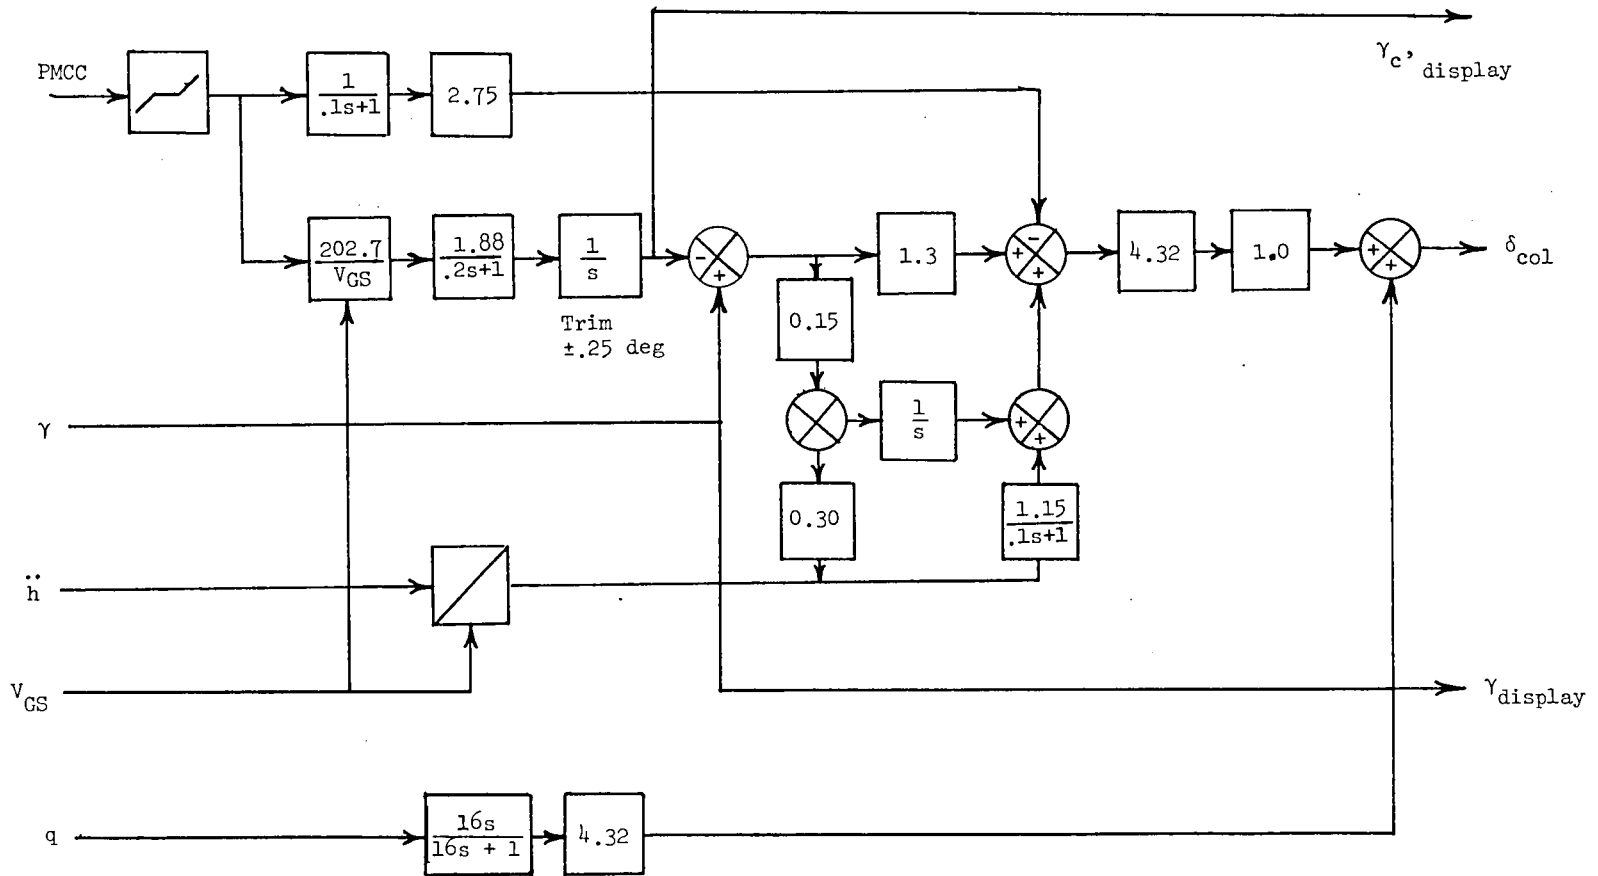 γc, display
PMCC
1
.1s+1
2.75
202.7
VGS
1.88
.2s+1
1
s
-
+
1.3
-
+
+
4.32
1.0
+
+
δcol
Trim
±.25 deg
0.15
γ
1
s
+
+
0.30
1.15
.1s+1
ḧ
VGS
γdisplay
q
16s
16s + 1
4.32